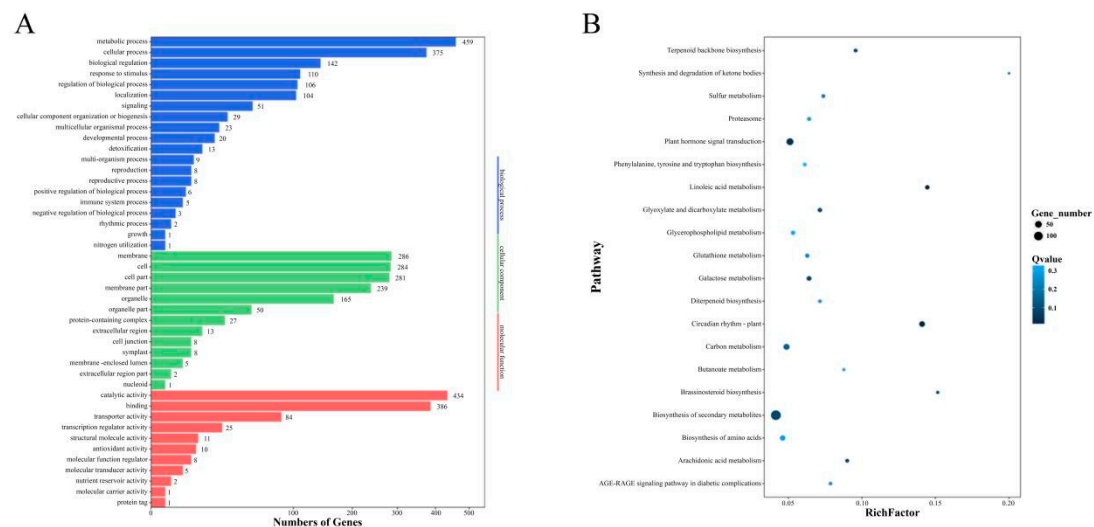 A
metabolic process 459
cellular process 375
biological regulation 142
response to stimulus 110
regulation of biological process 106
localization 104
signaling 51
cellular component organization or biogenesis 29
multicellular organismal process 23
developmental process 20
detoxification 13
multi-organism process 9
reproduction 8
reproductive process 8
positive regulation of biological process 6
immune system process 5
negative regulation of biological process 3
rhythmic process 2
growth 1
nitrogen utilization 1
membrane 286
cell 284
cell part 281
membrane part 239
organelle 165
organelle part 50
protein-containing complex 27
extracellular region 13
cell junction 8
symplast 8
membrane -enclosed lumen 5
extracellular region part 2
nucleoid 1
catalytic activity 434
binding 386
transporter activity 84
transcription regulator activity 25
structural molecule activity 11
antioxidant activity 10
molecular function regulator 8
molecular transducer activity 5
nutrient reservoir activity 2
molecular carrier activity 1
protein tag 1
0 100 200 300 400 500
Numbers of Genes
biological process
cellular component
molecular function
B
Pathway
Terpenoid backbone biosynthesis
Synthesis and degradation of ketone bodies
Sulfur metabolism
Proteasome
Plant hormone signal transduction
Phenylalanine, tyrosine and tryptophan biosynthesis
Linoleic acid metabolism
Glyoxylate and dicarboxylate metabolism
Glycerophospholipid metabolism
Glutathione metabolism
Galactose metabolism
Diterpenoid biosynthesis
Circadian rhythm - plant
Carbon metabolism
Butanoate metabolism
Brassinosteroid biosynthesis
Biosynthesis of secondary metabolites
Biosynthesis of amino acids
Arachidonic acid metabolism
AGE-RAGE signaling pathway in diabetic complications
0.05 0.10 0.15 0.20
RichFactor
Gene_number
50
100
Qvalue
0.3
0.2
0.1